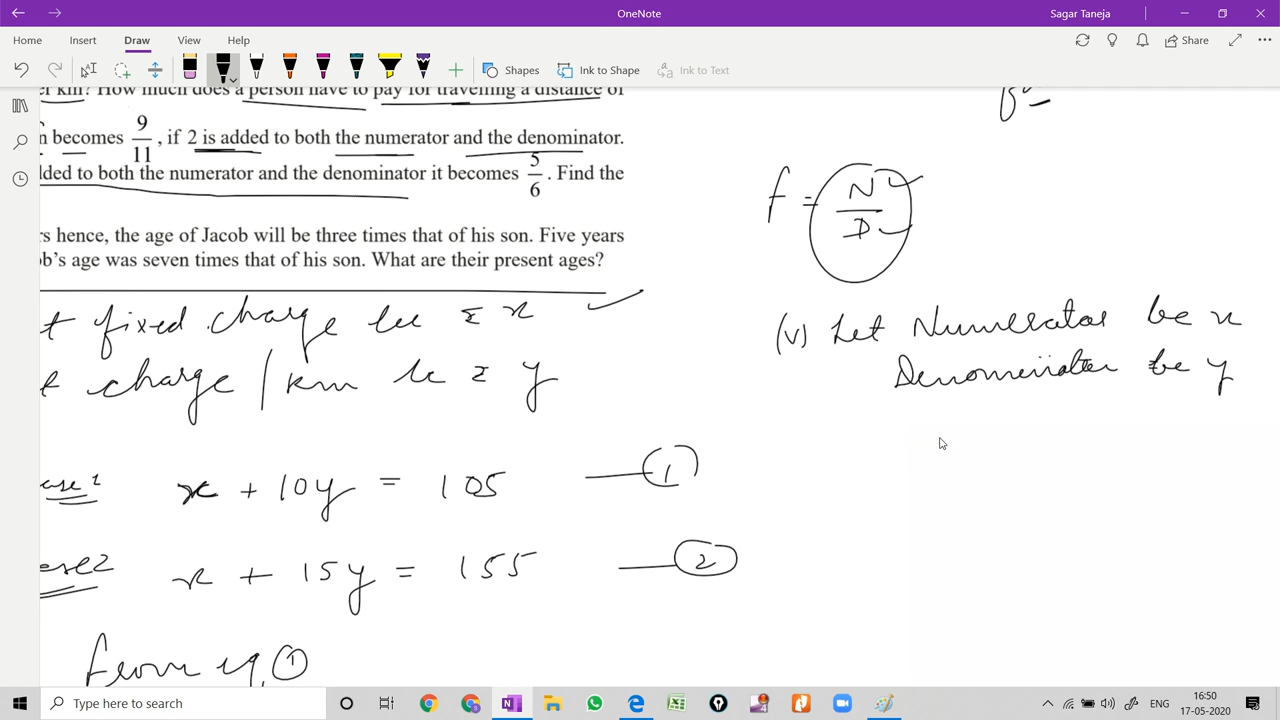 OneNote
Sagar Taneja
Home Insert Draw View Help
Share
Shapes
Ink to Shape
Ink to Text
er km? How much does a person have to pay for travelling a distance of
n becomes 9/11, if 2 is added to both the numerator and the denominator.
dded to both the numerator and the denominator it becomes 5/6. Find the
rs hence, the age of Jacob will be three times that of his son. Five years
ob's age was seven times that of his son. What are their present ages?
t fixed charge be = x
t charge / km be = y
ase 1 x + 10y = 105 — 1
ase 2 x + 15y = 155 — 2
from eq. 1
f = N/D
(v) Let Numerator be x
Denominator be y
Type here to search
ENG
16:50
17-05-2020